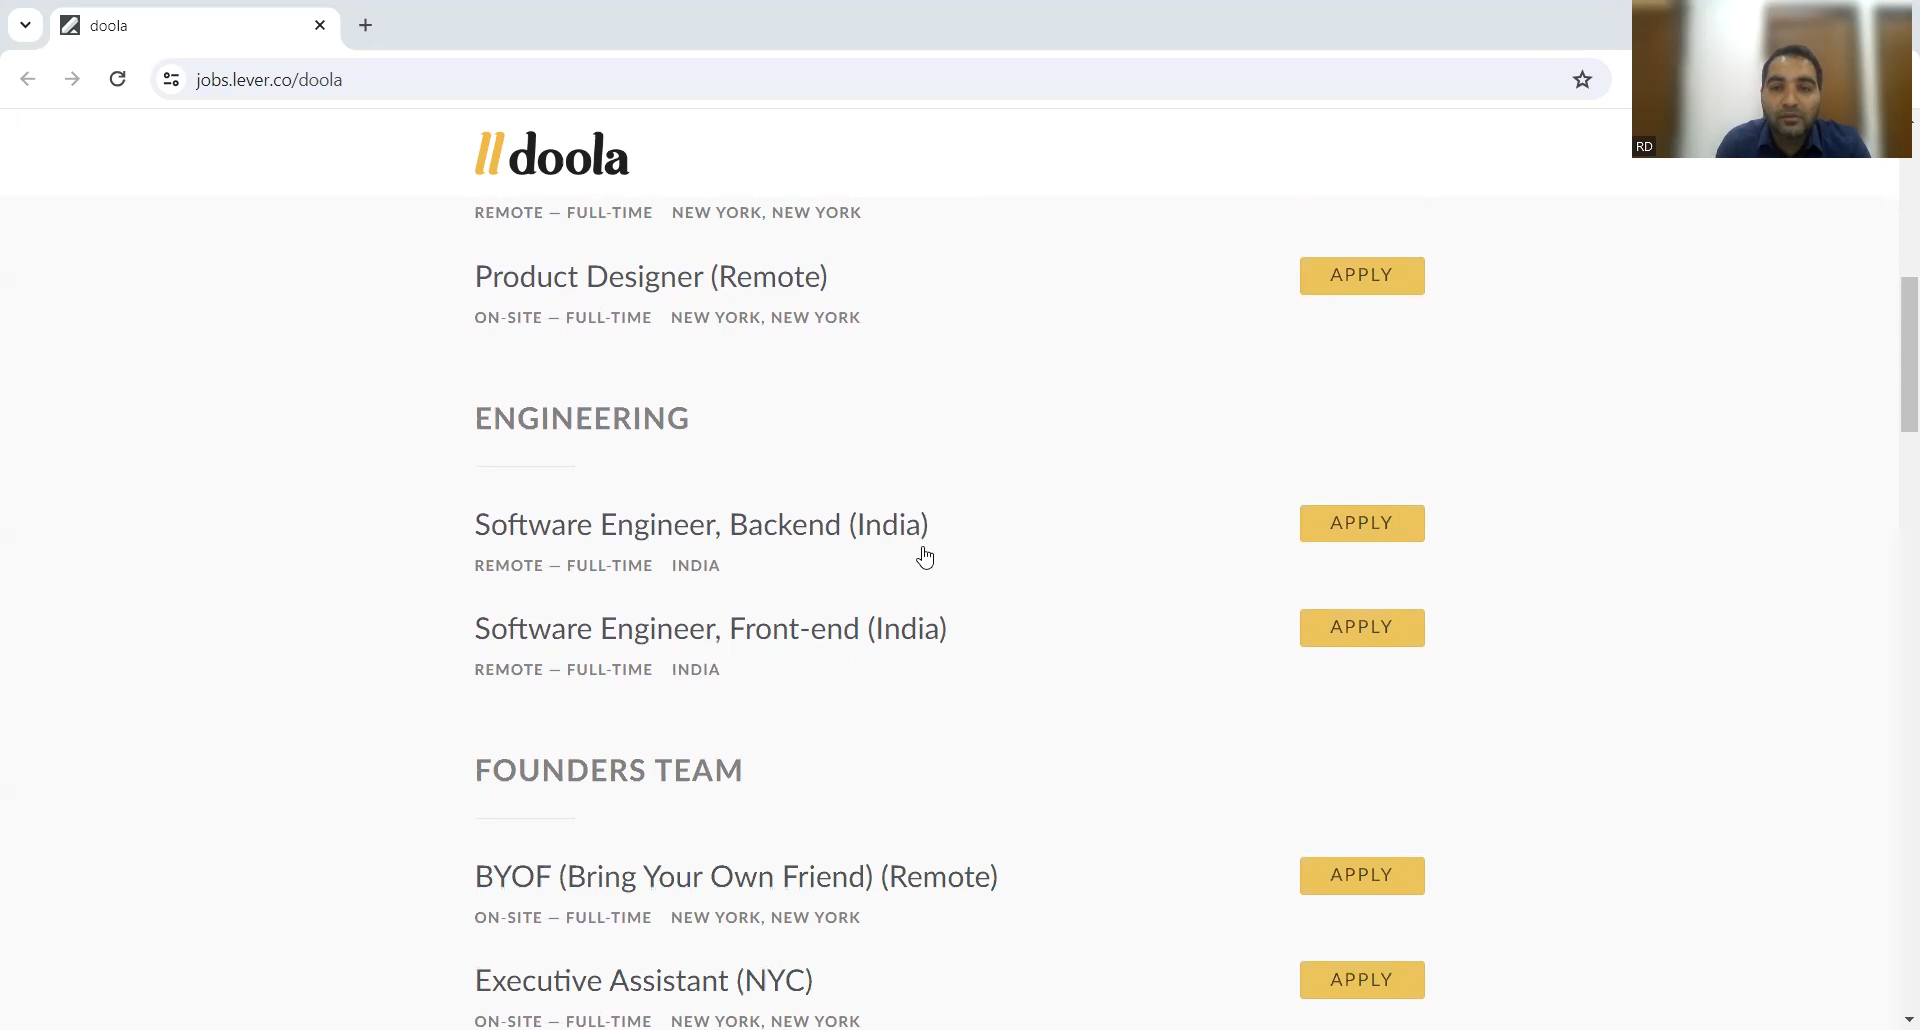 doola
jobs.lever.co/doola
RD
doola
REMOTE — FULL-TIME NEW YORK, NEW YORK
Product Designer (Remote)
APPLY
ON-SITE — FULL-TIME NEW YORK, NEW YORK
ENGINEERING
Software Engineer, Backend (India)
APPLY
REMOTE — FULL-TIME INDIA
Software Engineer, Front-end (India)
APPLY
REMOTE — FULL-TIME INDIA
FOUNDERS TEAM
BYOF (Bring Your Own Friend) (Remote)
APPLY
ON-SITE — FULL-TIME NEW YORK, NEW YORK
Executive Assistant (NYC)
APPLY
ON-SITE — FULL-TIME NEW YORK, NEW YORK